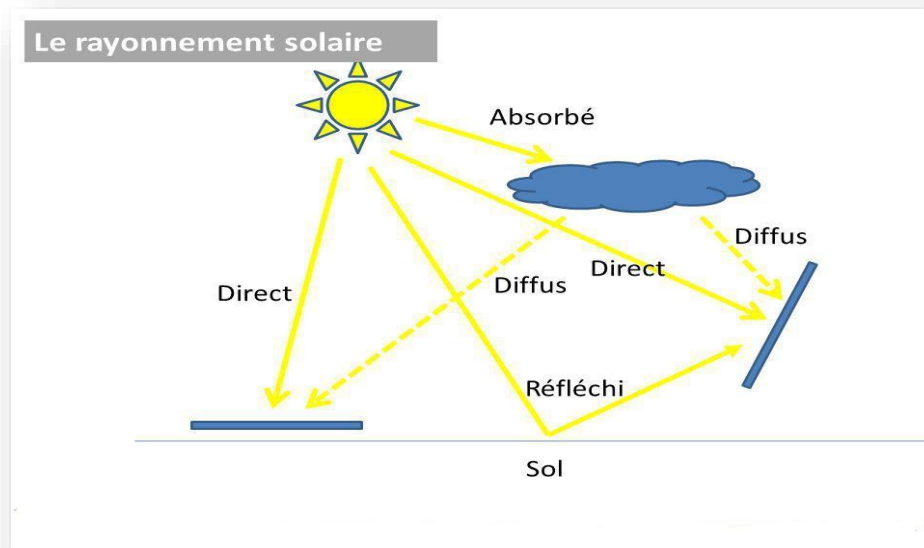 Le rayonnement solaire
Absorbé
Diffus
Direct
Diffus
Direct
Réfléchi
Sol